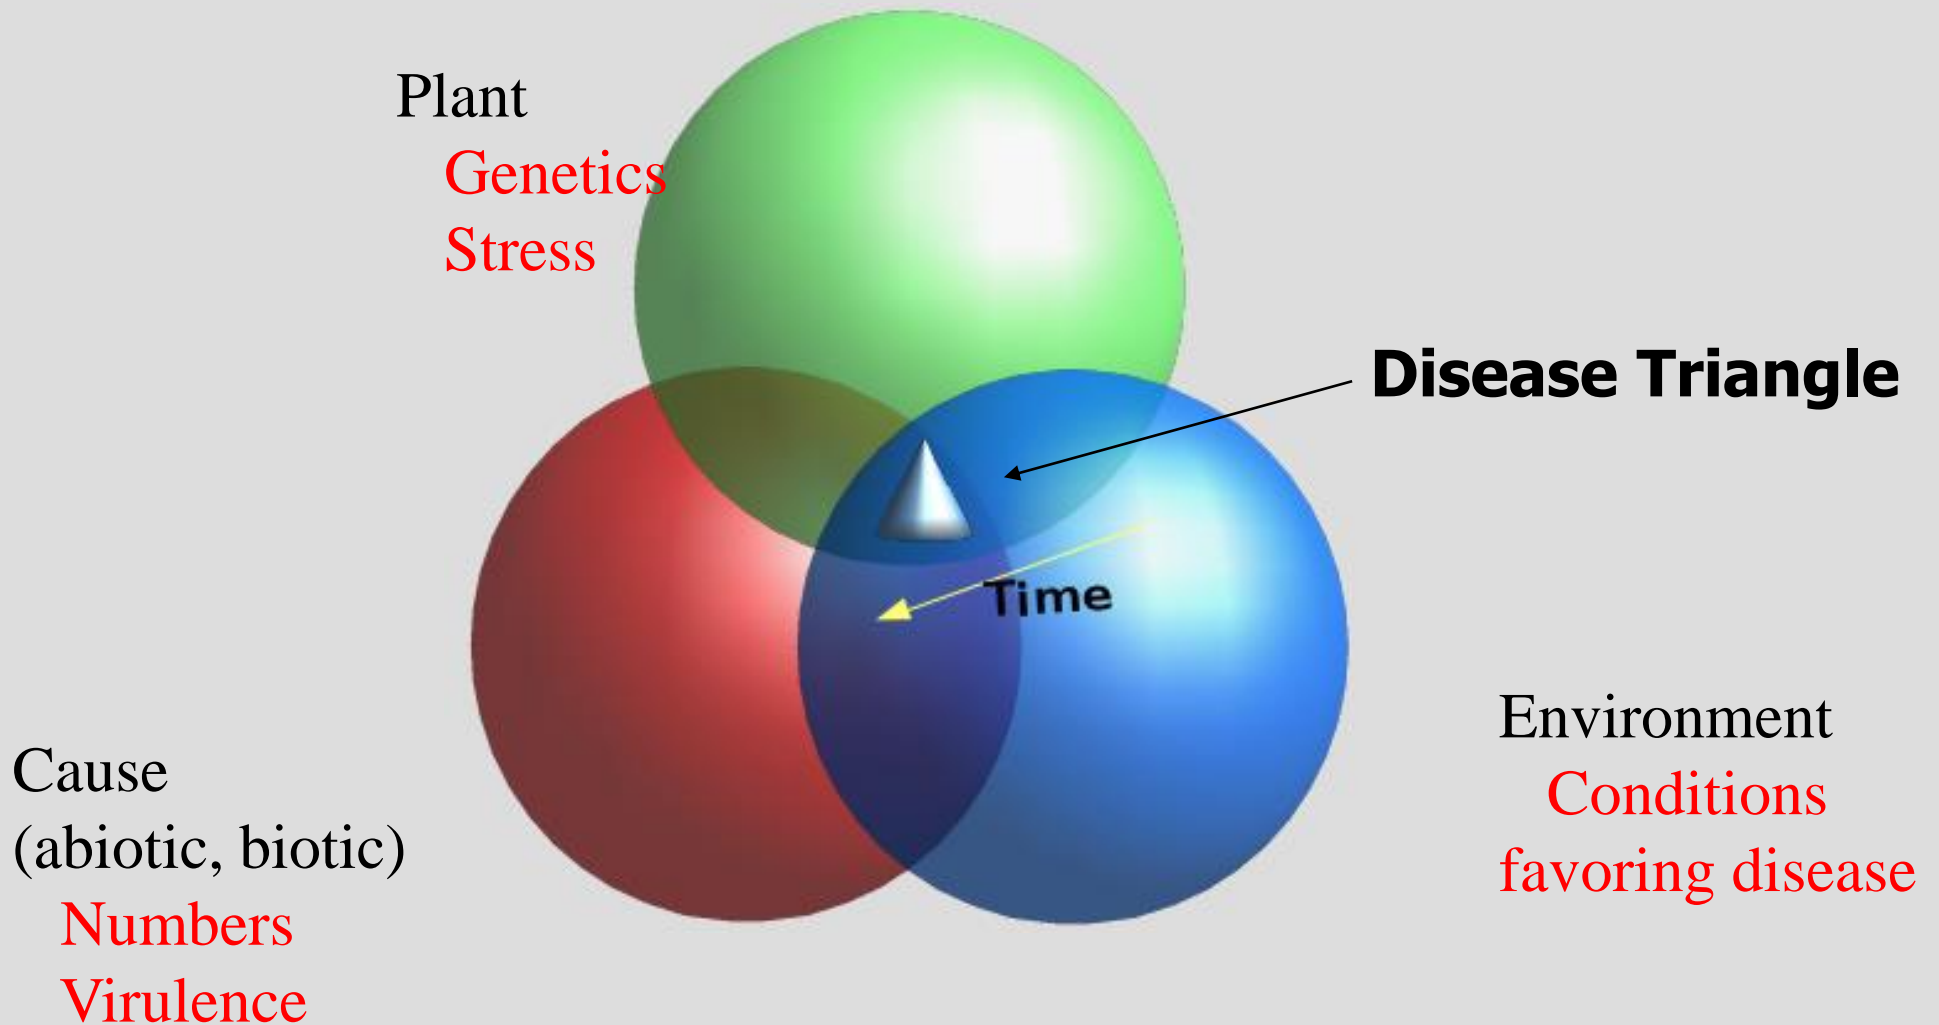 Plant
Genetics
Stress
Disease Triangle
Time
Environment
Conditions
favoring disease
Cause
(abiotic, biotic)
Numbers
Virulence